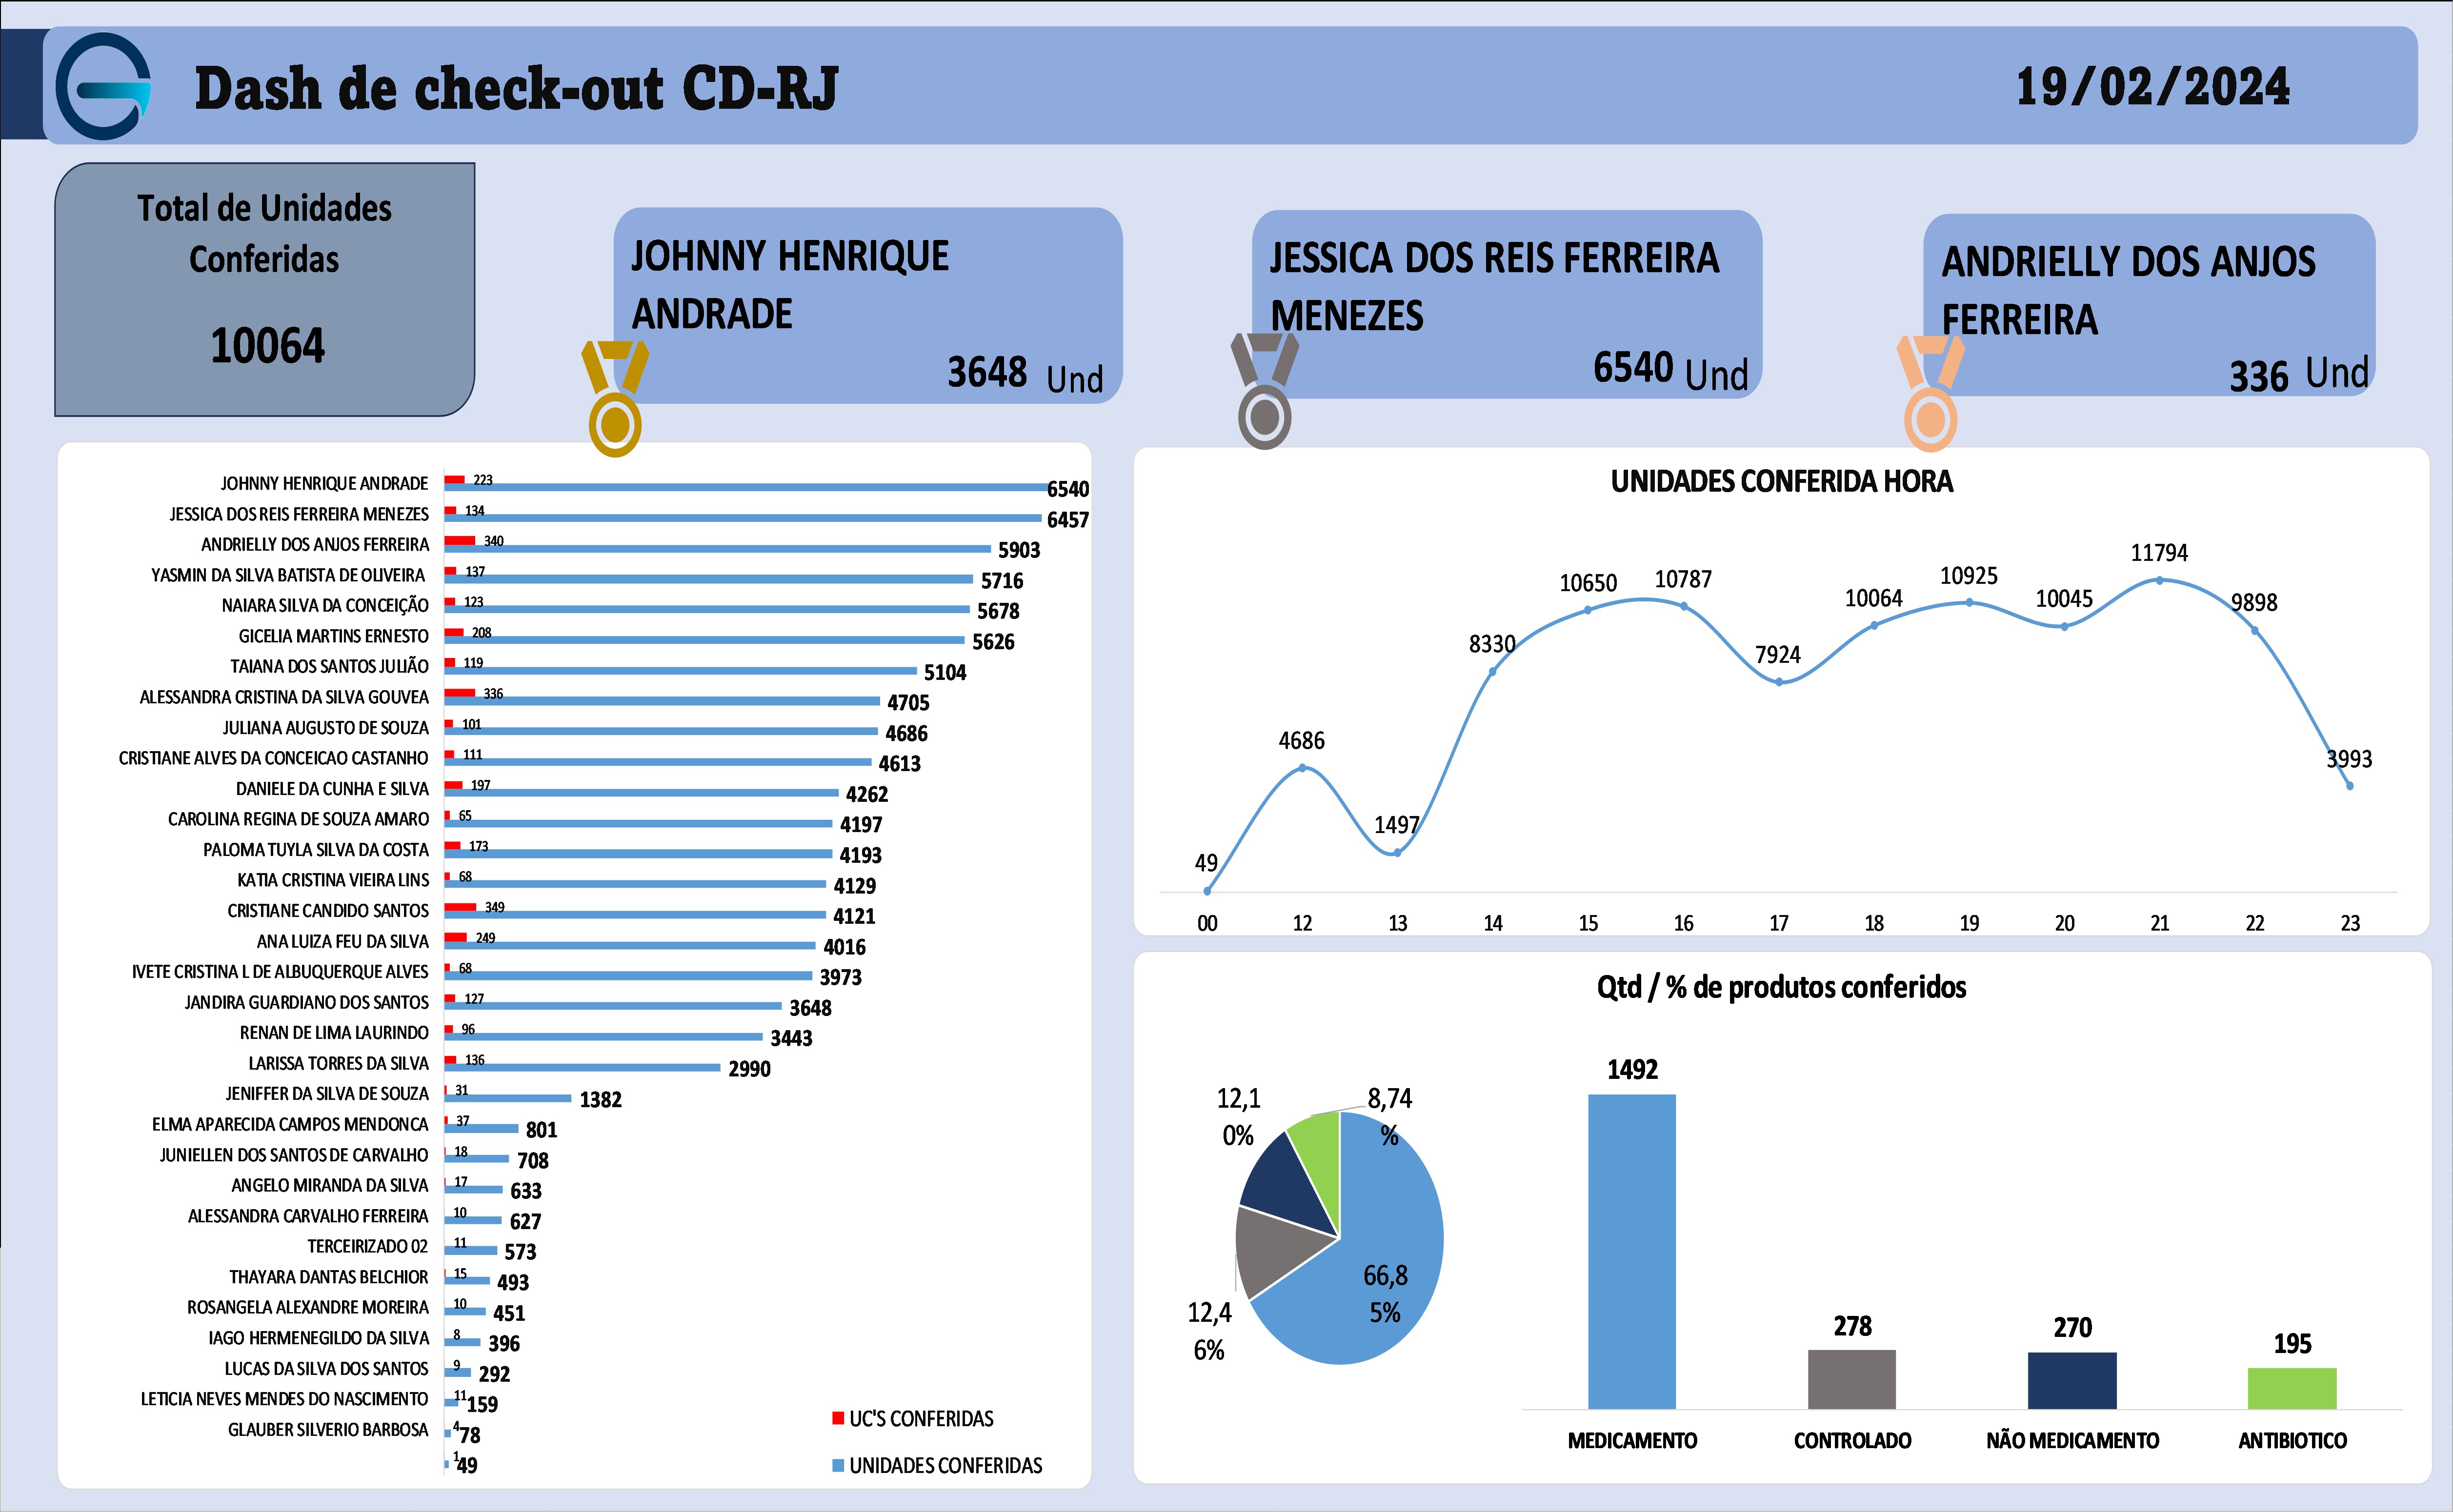 Dash de check-out CD-RJ
19/02/2024
Total de Unidades
Conferidas
10064
JOHNNY HENRIQUE
ANDRADE
3648 Und
JESSICA DOS REIS FERREIRA
MENEZES
6540 Und
ANDRIELLY DOS ANJOS
FERREIRA
336 Und
JOHNNY HENRIQUE ANDRADE 223 6540
JESSICA DOS REIS FERREIRA MENEZES 134 6457
ANDRIELLY DOS ANJOS FERREIRA 340 5903
YASMIN DA SILVA BATISTA DE OLIVEIRA 137 5716
NAIARA SILVA DA CONCEIÇÃO 123 5678
GICELIA MARTINS ERNESTO 208 5626
TAIANA DOS SANTOS JULIÃO 119 5104
ALESSANDRA CRISTINA DA SILVA GOUVEA 336 4705
JULIANA AUGUSTO DE SOUZA 101 4686
CRISTIANE ALVES DA CONCEICAO CASTANHO 111 4613
DANIELE DA CUNHA E SILVA 197 4262
CAROLINA REGINA DE SOUZA AMARO 65 4197
PALOMA TUYLA SILVA DA COSTA 173 4193
KATIA CRISTINA VIEIRA LINS 68 4129
CRISTIANE CANDIDO SANTOS 349 4121
ANA LUIZA FEU DA SILVA 249 4016
IVETE CRISTINA L DE ALBUQUERQUE ALVES 68 3973
JANDIRA GUARDIANO DOS SANTOS 127 3648
RENAN DE LIMA LAURINDO 96 3443
LARISSA TORRES DA SILVA 136 2990
JENIFFER DA SILVA DE SOUZA 31 1382
ELMA APARECIDA CAMPOS MENDONCA 37 801
JUNIELLEN DOS SANTOS DE CARVALHO 18 708
ANGELO MIRANDA DA SILVA 17 633
ALESSANDRA CARVALHO FERREIRA 10 627
TERCEIRIZADO 02 11 573
THAYARA DANTAS BELCHIOR 15 493
ROSANGELA ALEXANDRE MOREIRA 10 451
IAGO HERMENEGILDO DA SILVA 8 396
LUCAS DA SILVA DOS SANTOS 9 292
LETICIA NEVES MENDES DO NASCIMENTO 11 159
GLAUBER SILVERIO BARBOSA 4 78
1 49
UC'S CONFERIDAS
UNIDADES CONFERIDAS
UNIDADES CONFERIDA HORA
49 4686 1497 8330 10650 10787 7924 10064 10925 10045 11794 9898 3993
00 12 13 14 15 16 17 18 19 20 21 22 23
Qtd / % de produtos conferidos
12,1
0%
8,74
%
66,8
5%
12,4
6%
1492 278 270 195
MEDICAMENTO CONTROLADO NÃO MEDICAMENTO ANTIBIOTICO